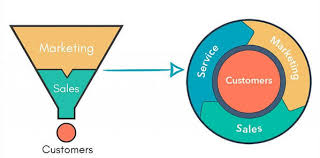 Marketing
Sales
Customers
Service
Marketing
Customers
Sales